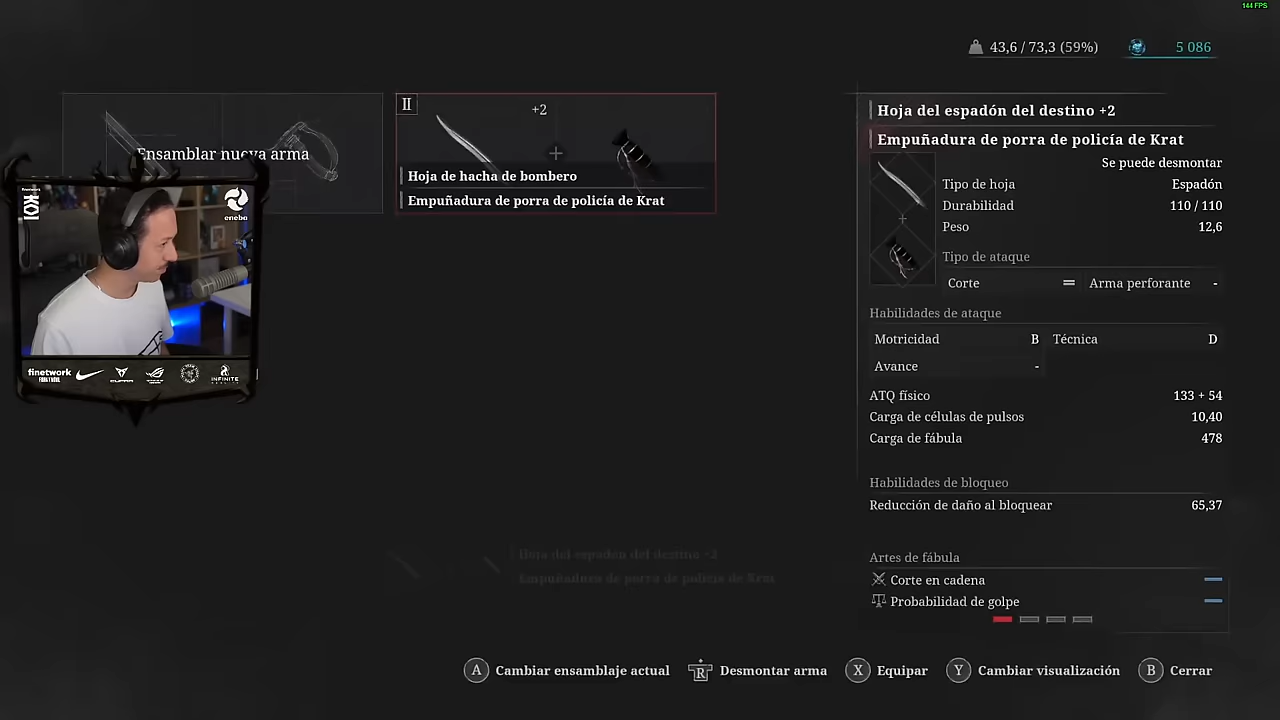 144 FPS
43,6 / 73,3 (59%)
5 086
Ensamblar nueva arma
II
+2
Hoja de hacha de bombero
Empuñadura de porra de policía de Krat
Hoja del espadón del destino +2
Empuñadura de porra de policía de Krat
Se puede desmontar
Tipo de hoja Espadón
Durabilidad 110 / 110
Peso 12,6
Tipo de ataque
Corte = Arma perforante -
Habilidades de ataque
Motricidad B Técnica D
Avance -
ATQ físico 133 + 54
Carga de células de pulsos 10,40
Carga de fábula 478
Habilidades de bloqueo
Reducción de daño al bloquear 65,37
Artes de fábula
Corte en cadena
Probabilidad de golpe
Hoja del espadón del destino +2
Empuñadura de porra de policía de Krat
KOI
eneba
finetwork
CUPRA
INFINITE
A Cambiar ensamblaje actual
R Desmontar arma
X Equipar
Y Cambiar visualización
B Cerrar